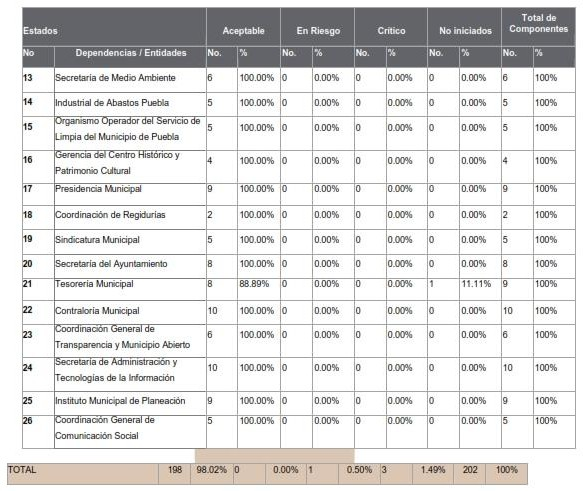 Estados Aceptable En Riesgo Crítico No iniciados Total de Componentes
No Dependencias / Entidades No. % No. % No. % No. % No. %
13 Secretaría de Medio Ambiente 6 100.00% 0 0.00% 0 0.00% 0 0.00% 6 100%
14 Industrial de Abastos Puebla 5 100.00% 0 0.00% 0 0.00% 0 0.00% 5 100%
15 Organismo Operador del Servicio de
Limpia del Municipio de Puebla 5 100.00% 0 0.00% 0 0.00% 0 0.00% 5 100%
16 Gerencia del Centro Histórico y
Patrimonio Cultural 4 100.00% 0 0.00% 0 0.00% 0 0.00% 4 100%
17 Presidencia Municipal 9 100.00% 0 0.00% 0 0.00% 0 0.00% 9 100%
18 Coordinación de Regidurías 2 100.00% 0 0.00% 0 0.00% 0 0.00% 2 100%
19 Sindicatura Municipal 5 100.00% 0 0.00% 0 0.00% 0 0.00% 5 100%
20 Secretaría del Ayuntamiento 8 100.00% 0 0.00% 0 0.00% 0 0.00% 8 100%
21 Tesorería Municipal 8 88.89% 0 0.00% 0 0.00% 1 11.11% 9 100%
22 Contraloría Municipal 10 100.00% 0 0.00% 0 0.00% 0 0.00% 10 100%
23 Coordinación General de
Transparencia y Municipio Abierto 6 100.00% 0 0.00% 0 0.00% 0 0.00% 6 100%
24 Secretaría de Administración y
Tecnologías de la Información 10 100.00% 0 0.00% 0 0.00% 0 0.00% 10 100%
25 Instituto Municipal de Planeación 9 100.00% 0 0.00% 0 0.00% 0 0.00% 9 100%
26 Coordinación General de
Comunicación Social 5 100.00% 0 0.00% 0 0.00% 0 0.00% 5 100%
TOTAL 198 98.02% 0 0.00% 1 0.50% 3 1.49% 202 100%